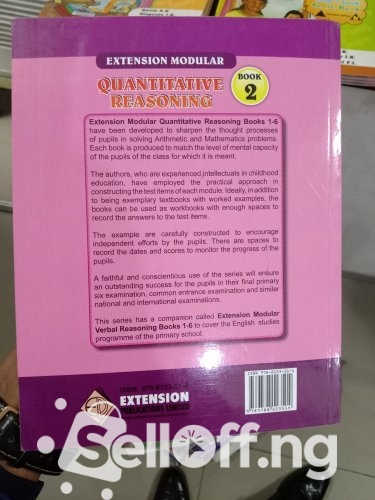 EXTENSION MODULAR
QUANTITATIVE
REASONING
BOOK
2
Extension Modular Quantitative Reasoning Books 1-6
have been developed to sharpen the thought processes
of pupils in solving Arithmetic and Mathematics problems.
Each book is produced to match the level of mental capacity
of the pupils of the class for which it is meant.
The authors, who are experienced intellectuals in childhood
education, have employed the practical approach in
constructing the test items of each module. Ideally, in addition
to being exemplary textbooks with worked examples, the
books can be used as workbooks with enough spaces to
record the answers to the test items.
The example are carefully constructed to encourage
independent efforts by the pupils. There are spaces to
record the dates and scores to monitor the progress of the
pupils.
A faithful and conscientious use of the series will ensure
an outstanding success for the pupils in their final primary
six examination, common entrance examination and similar
national and international examinations.
This series has a companion called Extension Modular
Verbal Reasoning Books 1-6 to cover the English studies
programme of the primary school.
EXTENSION
PUBLICATIONS LIMITED
Selloff.ng